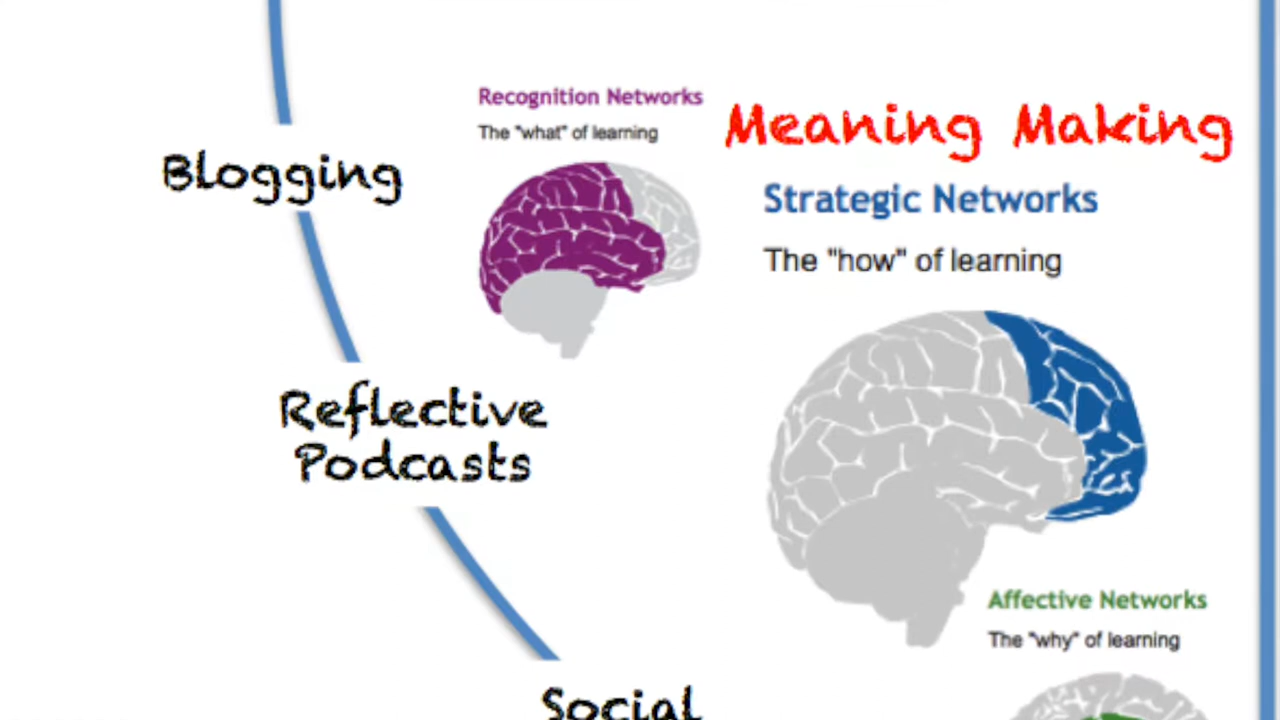 Recognition Networks
The "what" of learning
Meaning Making
Blogging
Strategic Networks
The "how" of learning
Reflective
Podcasts
Affective Networks
The "why" of learning
Social